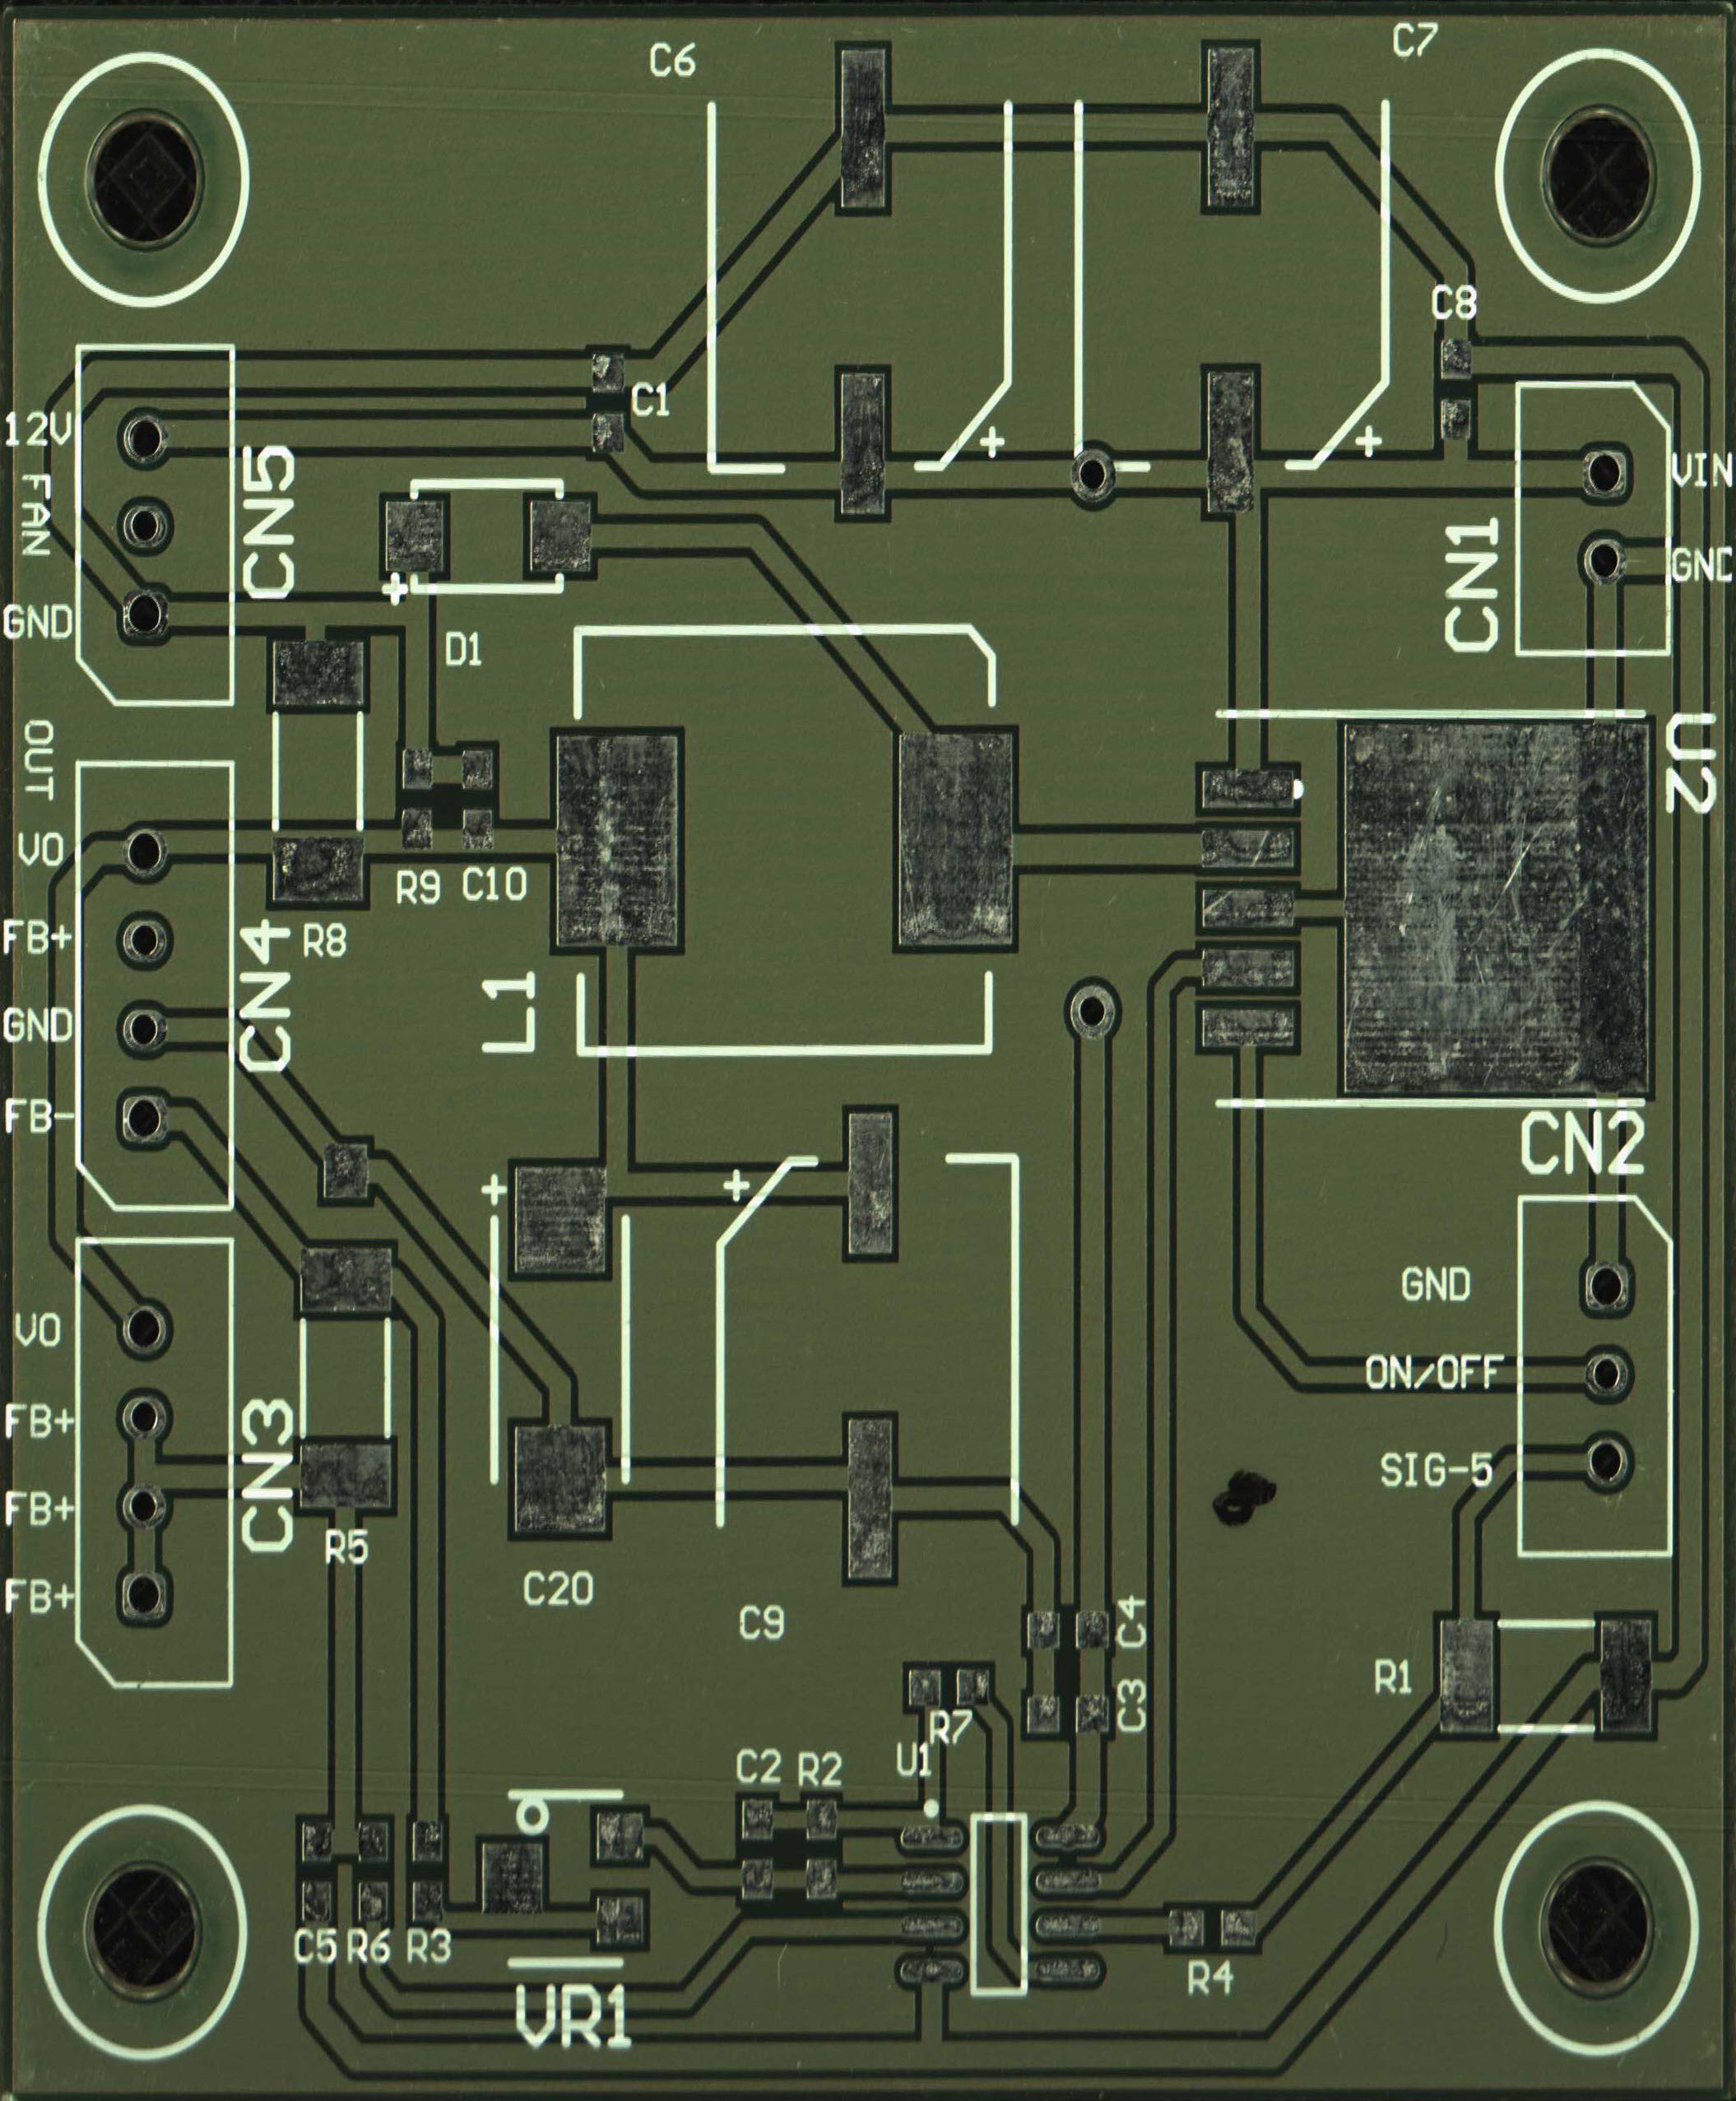 C6
C7
C8
C1
12V
FAN
CN5
VIN
CN1
GND
GND
D1
U2
OUT
VO
R9
C10
FB+
R8
CN4
L1
GND
FB-
CN2
GND
VO
ON/OFF
FB+
CN3
SIG-5
FB+
R5
C20
FB+
C9
C4
R1
C3
R7
U1
C2
R2
C5
R6
R3
R4
VR1